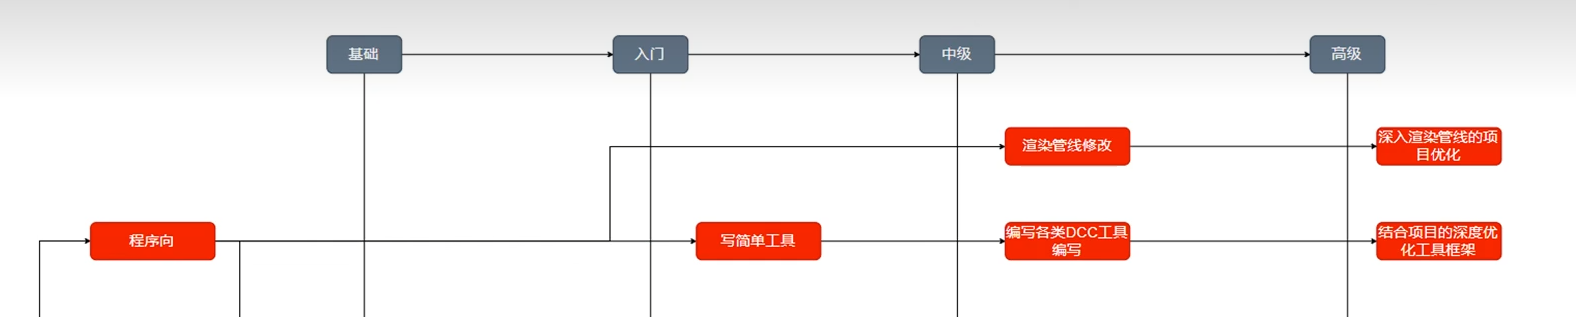 基础
入门
中级
高级
渲染管线修改
深入渲染管线的项
目优化
程序向
写简单工具
编写各类DCC工具
编写
结合项目的深度优
化工具框架